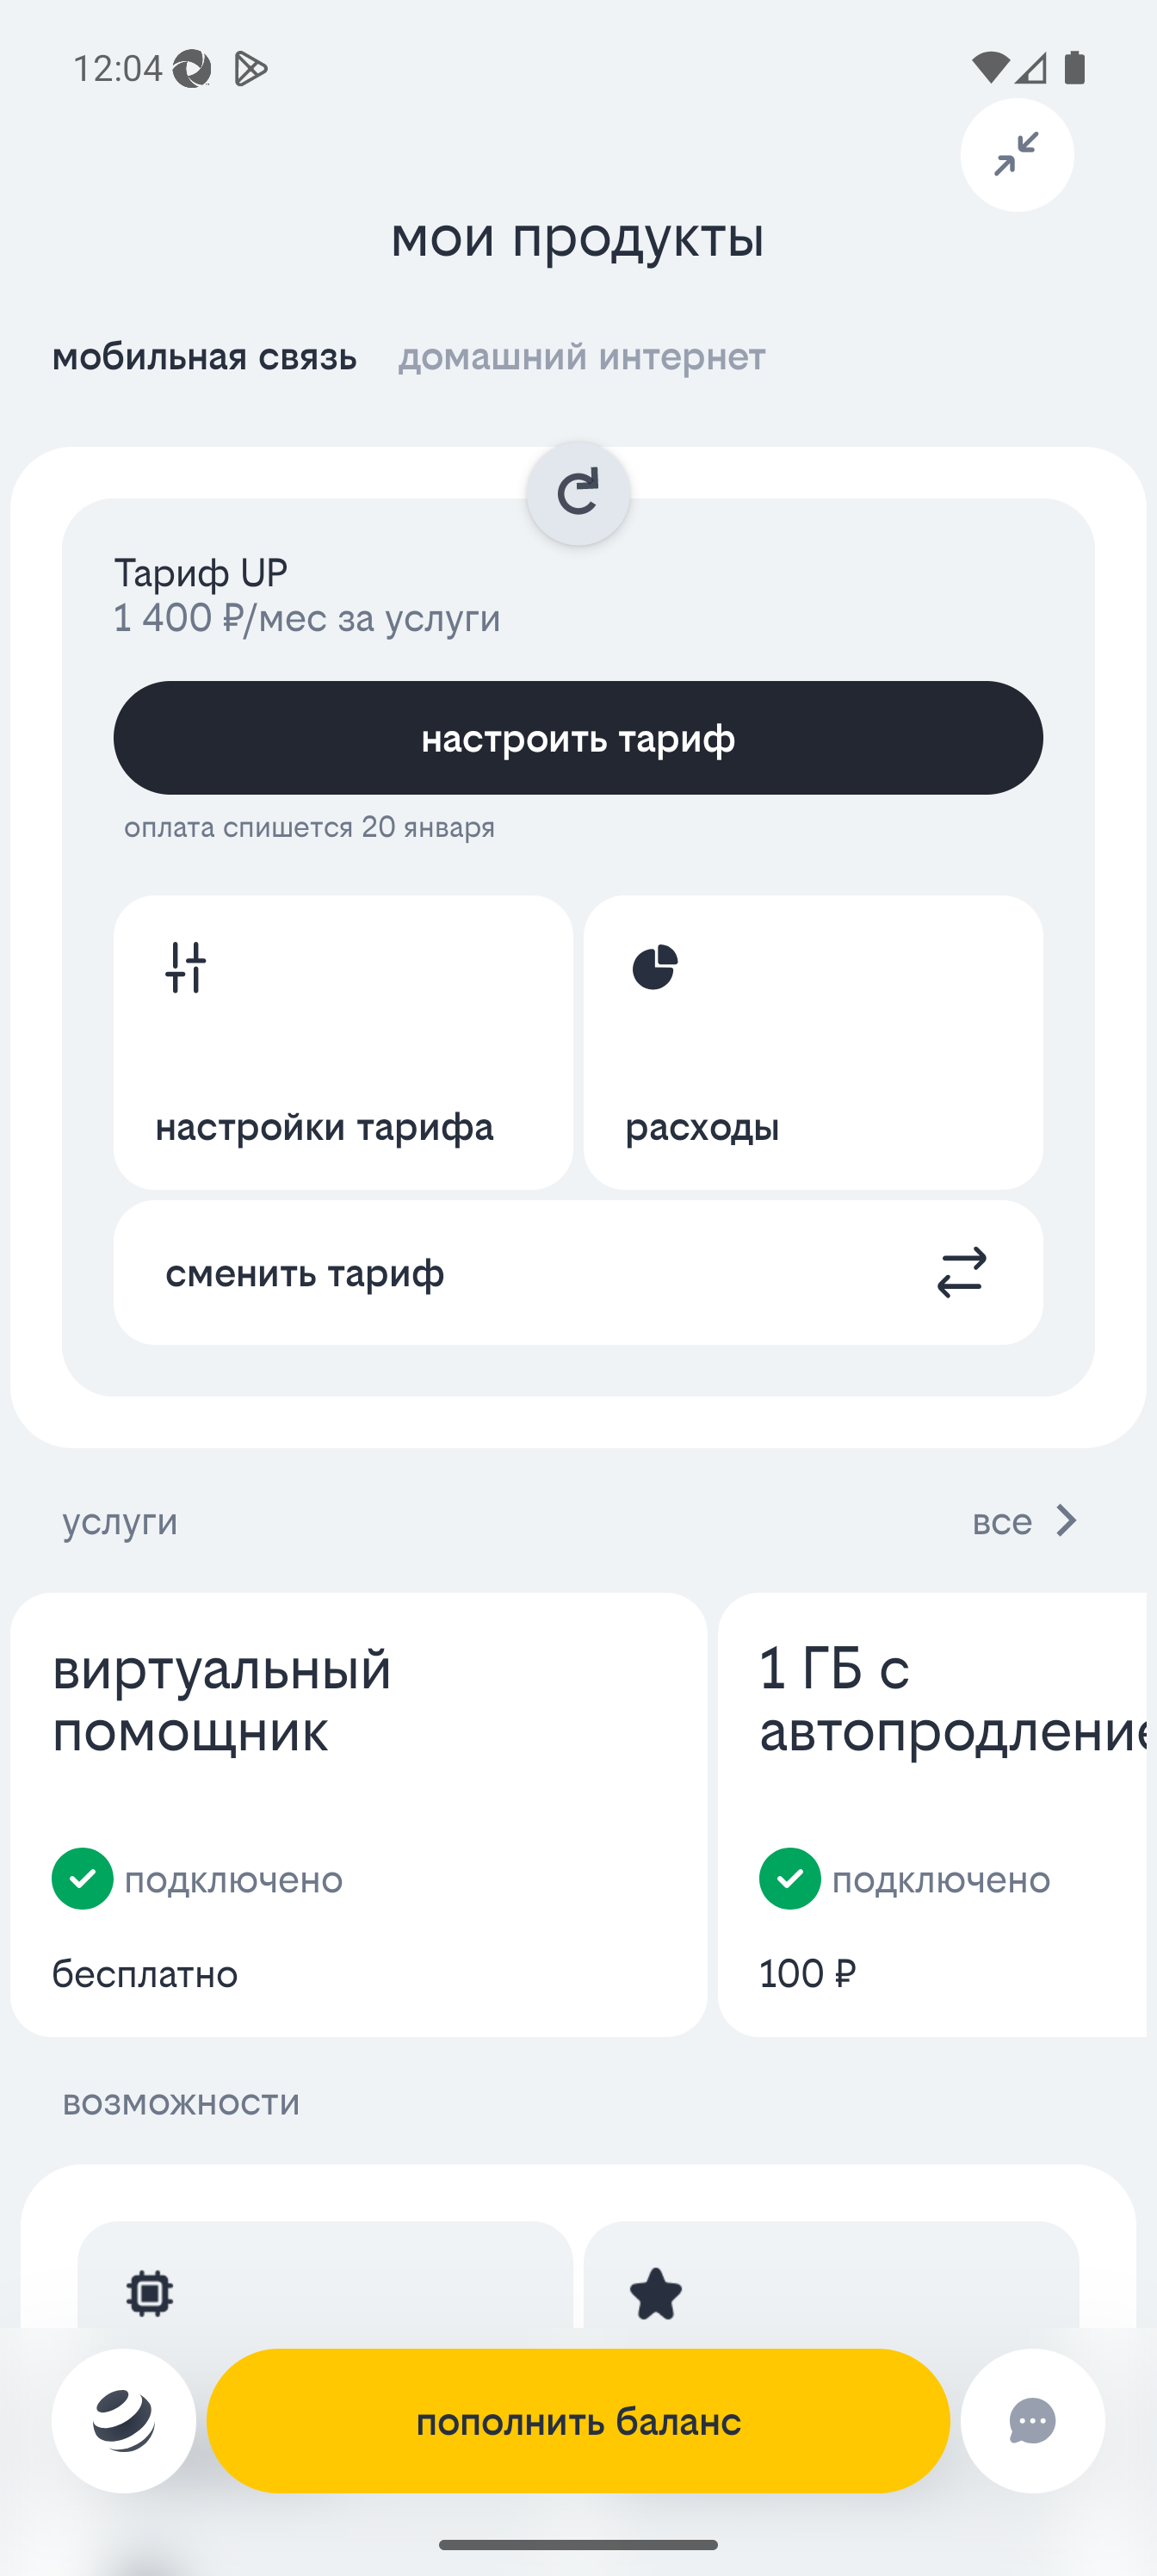 12:04
мои продукты
мобильная связь домашний интернет
Тариф UP
1 400 ₽/мес за услуги
настроить тариф
оплата спишется 20 января
настройки тарифа
расходы
сменить тариф
услуги
все
виртуальный
помощник
подключено
бесплатно
1 ГБ с
автопродление
подключено
100 ₽
возможности
пополнить баланс